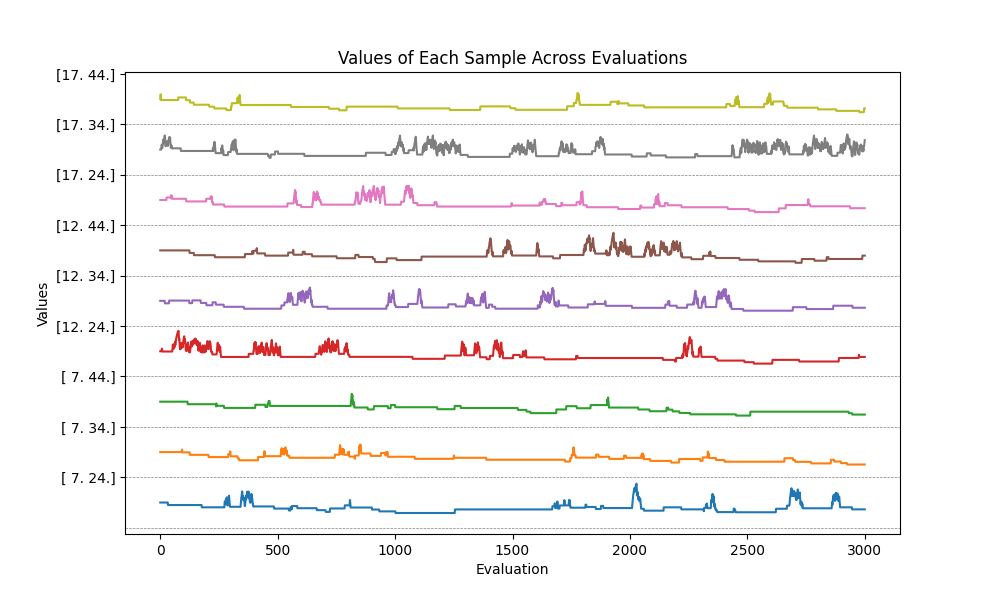 Values of Each Sample Across Evaluations
[17. 44.]
[17. 34.]
[17. 24.]
[12. 44.]
[12. 34.]
[12. 24.]
[ 7. 44.]
[ 7. 34.]
[ 7. 24.]
Values
0 500 1000 1500 2000 2500 3000
Evaluation